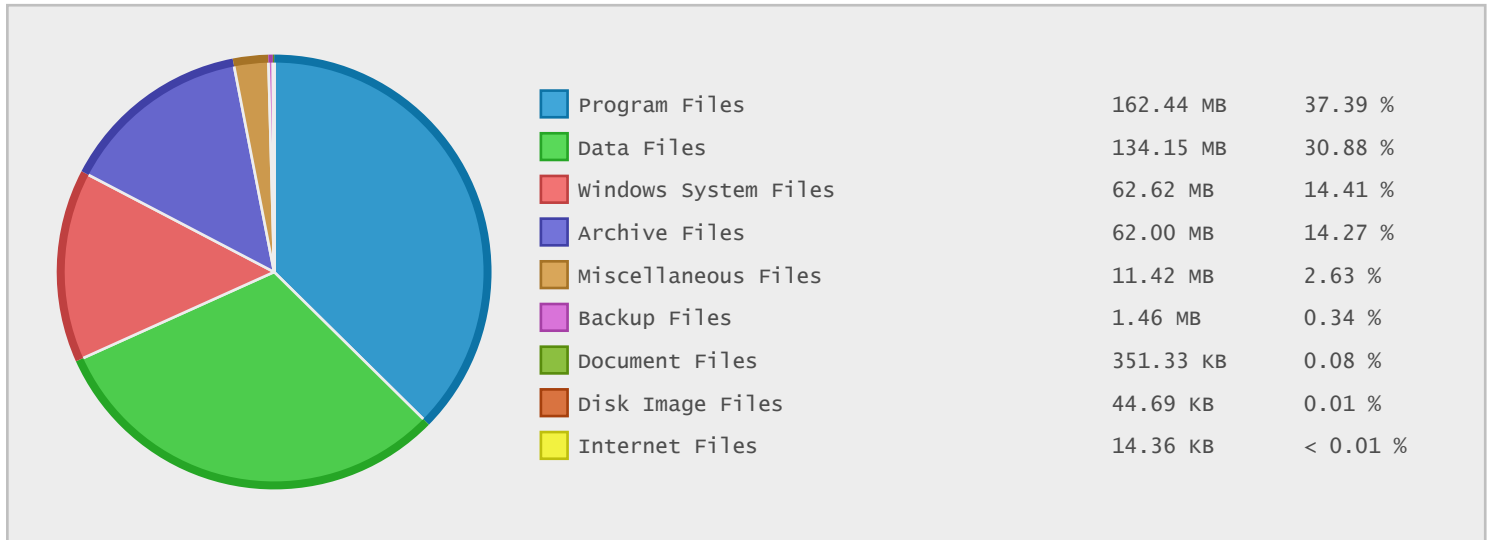 Program Files 162.44 MB 37.39 %
Data Files 134.15 MB 30.88 %
Windows System Files 62.62 MB 14.41 %
Archive Files 62.00 MB 14.27 %
Miscellaneous Files 11.42 MB 2.63 %
Backup Files 1.46 MB 0.34 %
Document Files 351.33 KB 0.08 %
Disk Image Files 44.69 KB 0.01 %
Internet Files 14.36 KB < 0.01 %